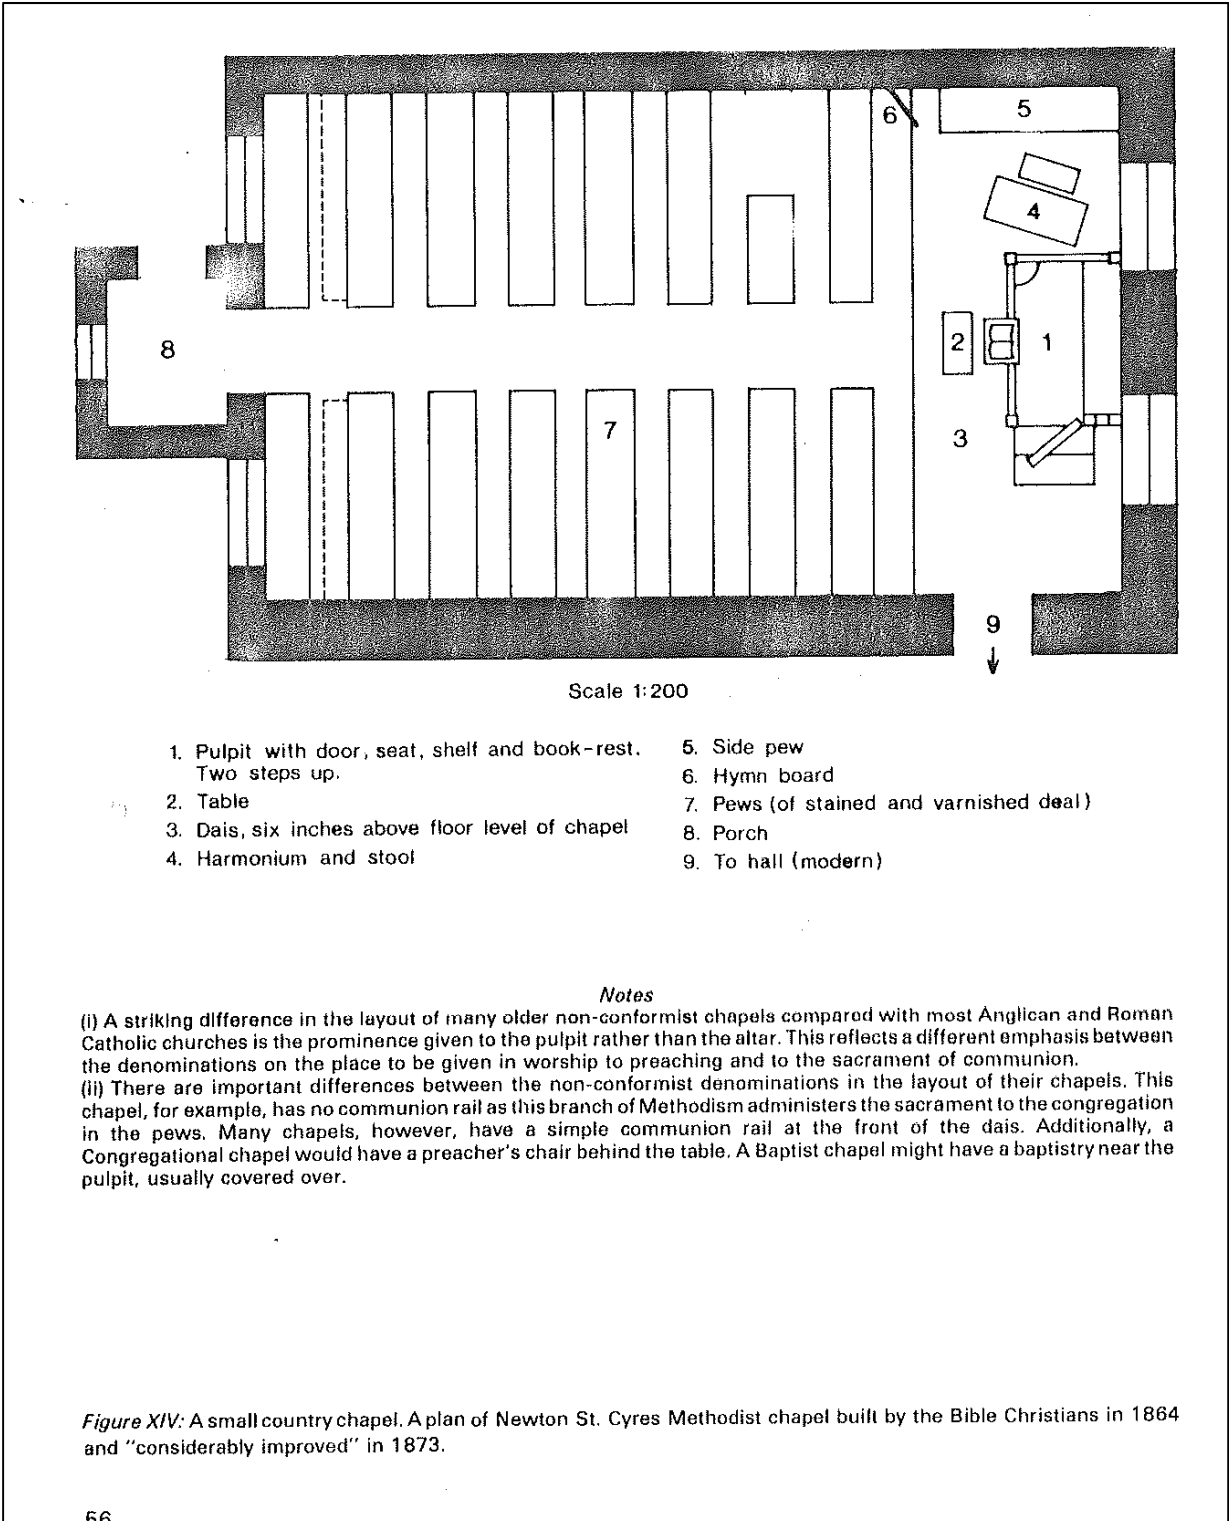 6
5
4
8
2
1
7
3
9
Scale 1:200
1. Pulpit with door, seat, shelf and book-rest.
Two steps up.
2. Table
3. Dais, six inches above floor level of chapel
4. Harmonium and stool
5. Side pew
6. Hymn board
7. Pews (of stained and varnished deal)
8. Porch
9. To hall (modern)
Notes
(i) A striking difference in the layout of many older non-conformist chapels compared with most Anglican and Roman
Catholic churches is the prominence given to the pulpit rather than the altar. This reflects a different emphasis between
the denominations on the place to be given in worship to preaching and to the sacrament of communion.
(ii) There are important differences between the non-conformist denominations in the layout of their chapels. This
chapel, for example, has no communion rail as this branch of Methodism administers the sacrament to the congregation
in the pews. Many chapels, however, have a simple communion rail at the front of the dais. Additionally, a
Congregational chapel would have a preacher's chair behind the table. A Baptist chapel might have a baptistry near the
pulpit, usually covered over.
Figure XIV: A small country chapel. A plan of Newton St. Cyres Methodist chapel built by the Bible Christians in 1864
and "considerably improved" in 1873.
56